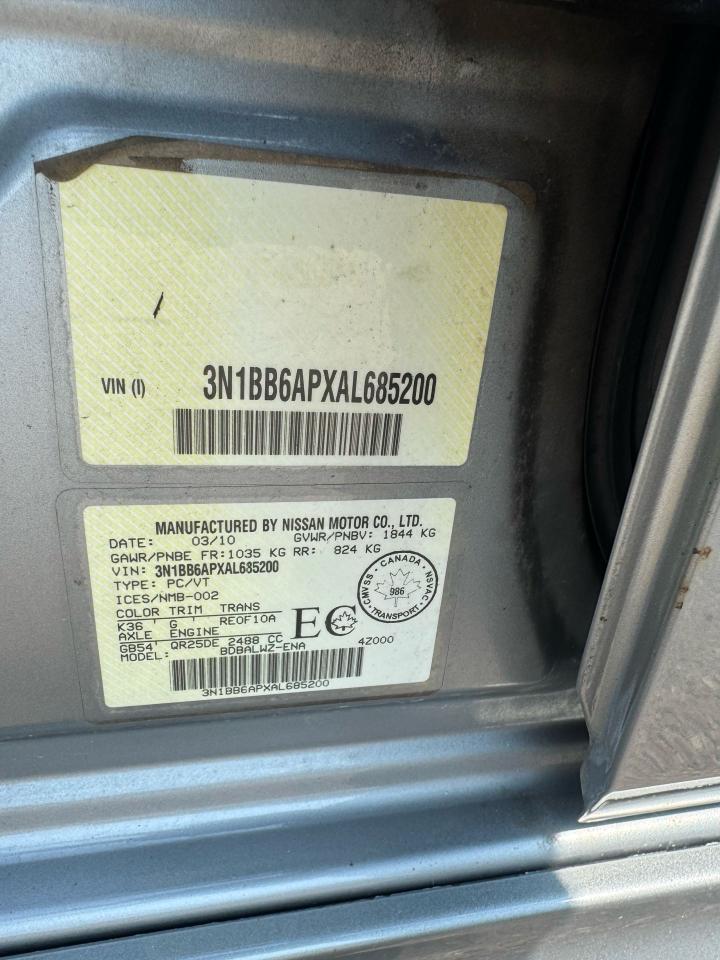 VIN (I) 3N1BB6APXAL685200
MANUFACTURED BY NISSAN MOTOR CO., LTD.
DATE: 03/10 GVWR/PNBV: 1844 KG
GAWR/PNBE FR:1035 KG RR: 824 KG
VIN: 3N1BB6APXAL685200
TYPE: PC/VT
ICES/NMB-002
COLOR TRIM TRANS
K36 G REOF10A
AXLE ENGINE
GB54 QR25DE 2488 CC
MODEL: BDBALWZ-ENA 4Z000
EC
CMVSS · CANADA · NSVAC · TRANSPORT ·
986
3N1BB6APXAL685200